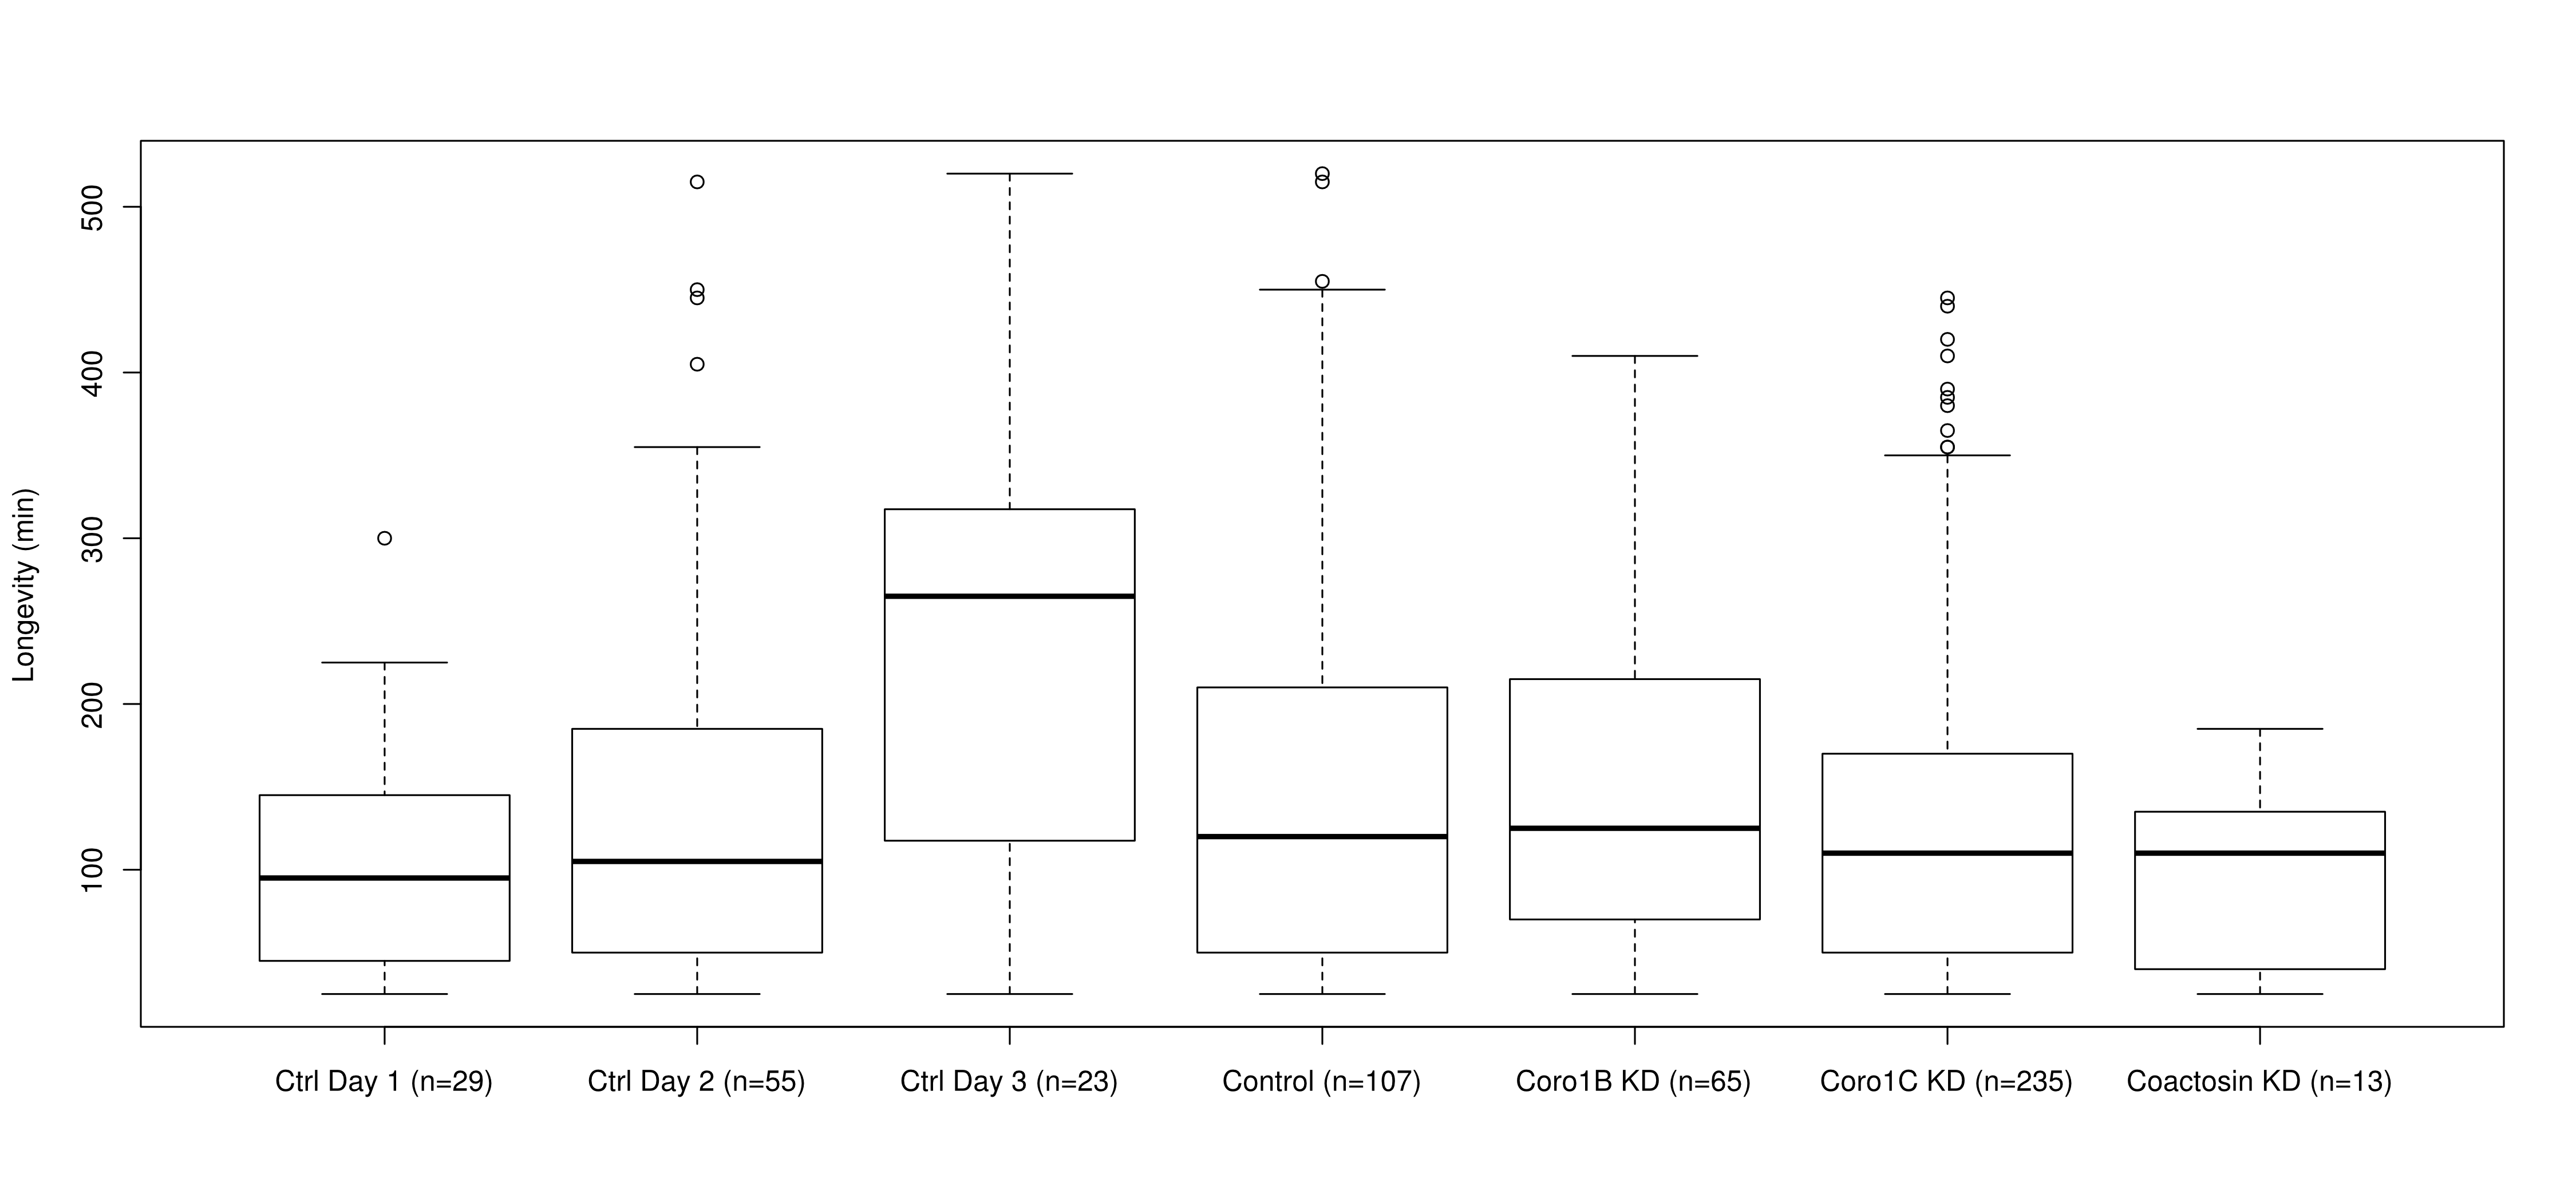 Longevity (min)
500
400
300
200
100
Ctrl Day 1 (n=29)
Ctrl Day 2 (n=55)
Ctrl Day 3 (n=23)
Control (n=107)
Coro1B KD (n=65)
Coro1C KD (n=235)
Coactosin KD (n=13)